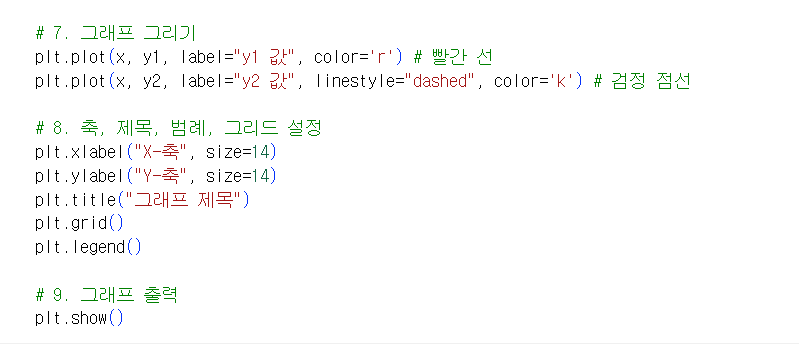 # 7. 그래프 그리기
plt.plot(x, y1, label="y1 값", color='r') # 빨간 선
plt.plot(x, y2, label="y2 값", linestyle="dashed", color='k') # 검정 점선
# 8. 축, 제목, 범례, 그리드 설정
plt.xlabel("X-축", size=14)
plt.ylabel("Y-축", size=14)
plt.title("그래프 제목")
plt.grid()
plt.legend()
# 9. 그래프 출력
plt.show()